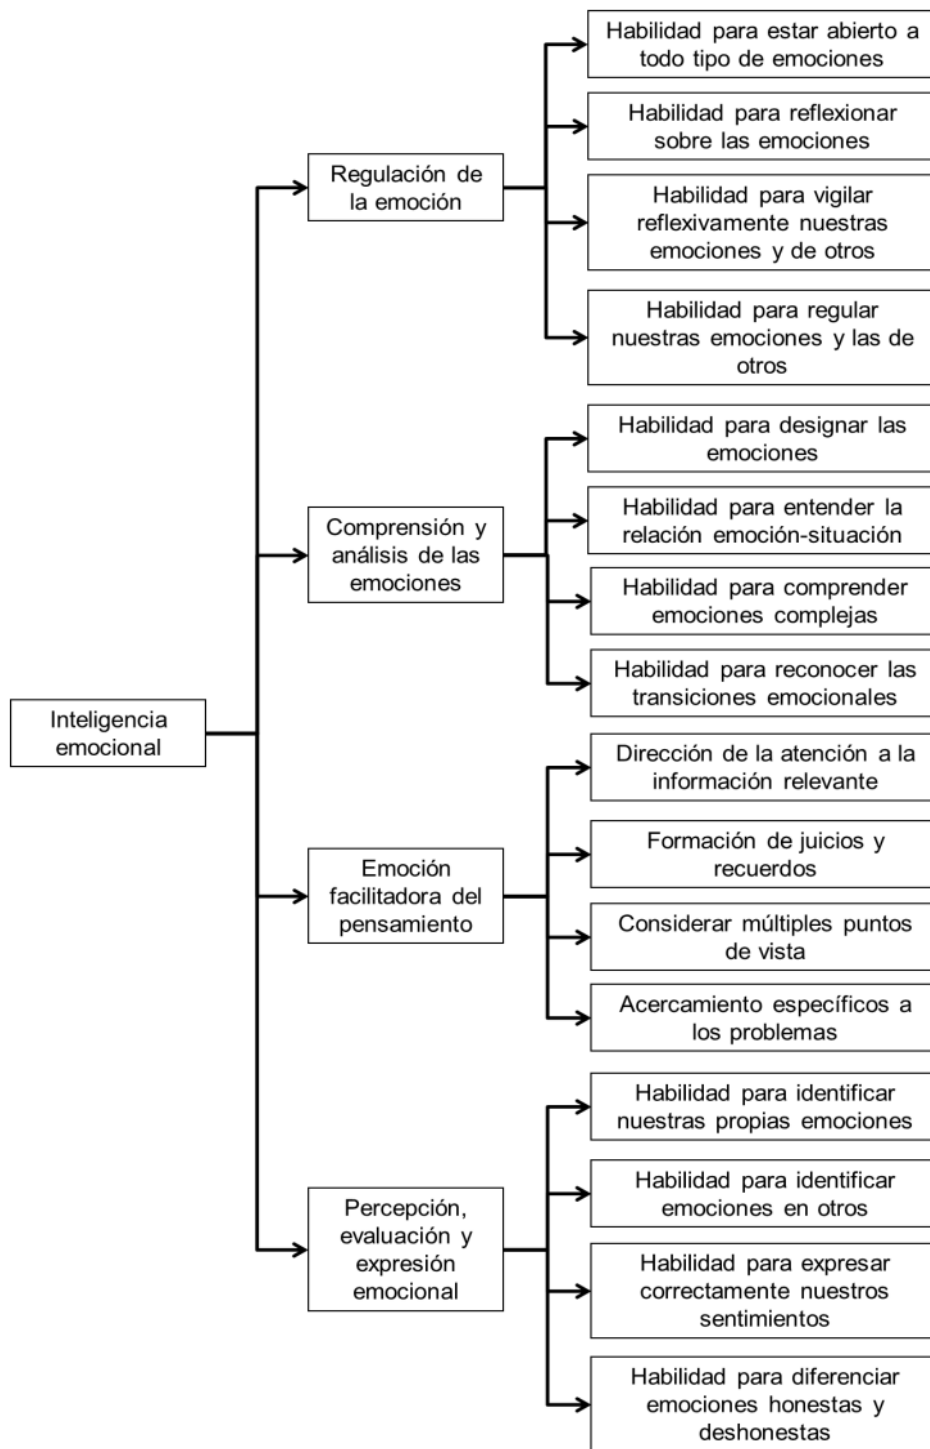 Habilidad para estar abierto a
todo tipo de emociones
Habilidad para reflexionar
sobre las emociones
Regulación de
la emoción
Habilidad para vigilar
reflexivamente nuestras
emociones y de otros
Habilidad para regular
nuestras emociones y las de
otros
Habilidad para designar las
emociones
Habilidad para entender la
relación emoción-situación
Comprensión y
análisis de las
emociones
Habilidad para comprender
emociones complejas
Habilidad para reconocer las
transiciones emocionales
Inteligencia
emocional
Dirección de la atención a la
información relevante
Formación de juicios y
recuerdos
Emoción
facilitadora del
pensamiento
Considerar múltiples puntos
de vista
Acercamiento específicos a
los problemas
Habilidad para identificar
nuestras propias emociones
Habilidad para identificar
emociones en otros
Percepción,
evaluación y
expresión
emocional
Habilidad para expresar
correctamente nuestros
sentimientos
Habilidad para diferenciar
emociones honestas y
deshonestas